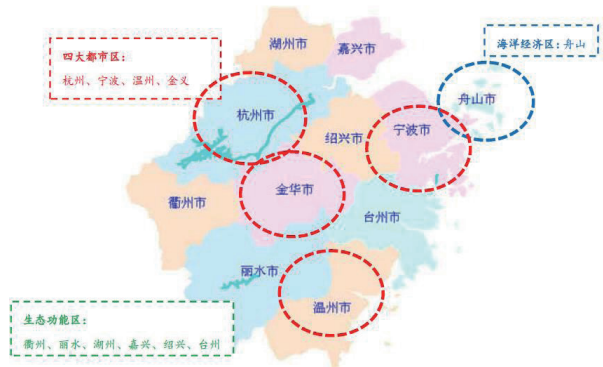 湖州市
嘉兴市
四大都市区：
杭州、宁波、温州、金义
海洋经济区：舟山
舟山市
杭州市
宁波市
绍兴市
金华市
衢州市
台州市
丽水市
温州市
生态功能区：
衢州、丽水、湖州、嘉兴、绍兴、台州